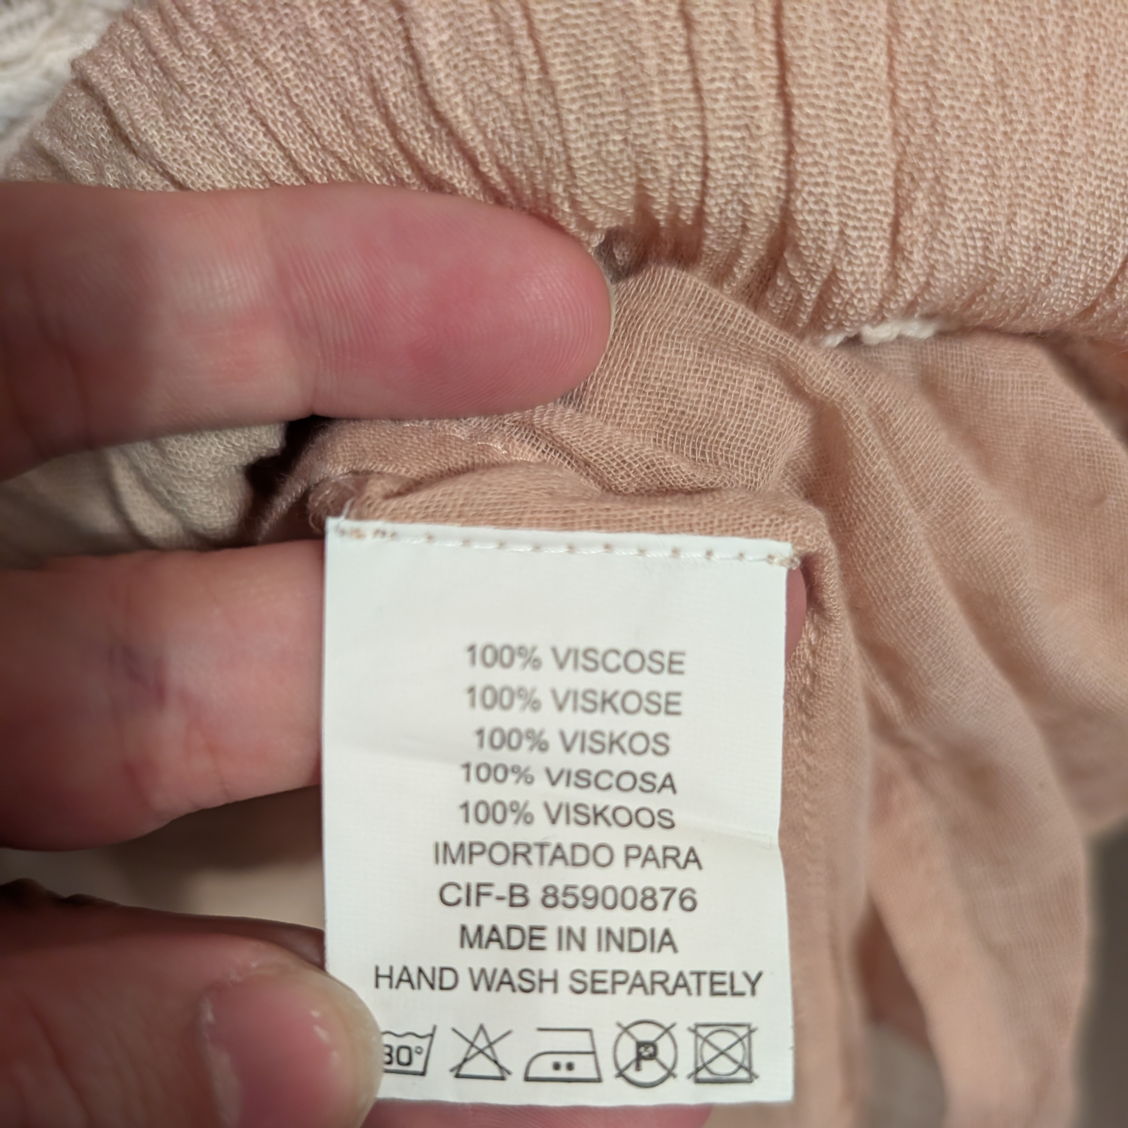 100% VISCOSE
100% VISKOSE
100% VISKOS
100% VISCOSA
100% VISKOOS
IMPORTADO PARA
CIF-B 85900876
MADE IN INDIA
HAND WASH SEPARATELY
30° P